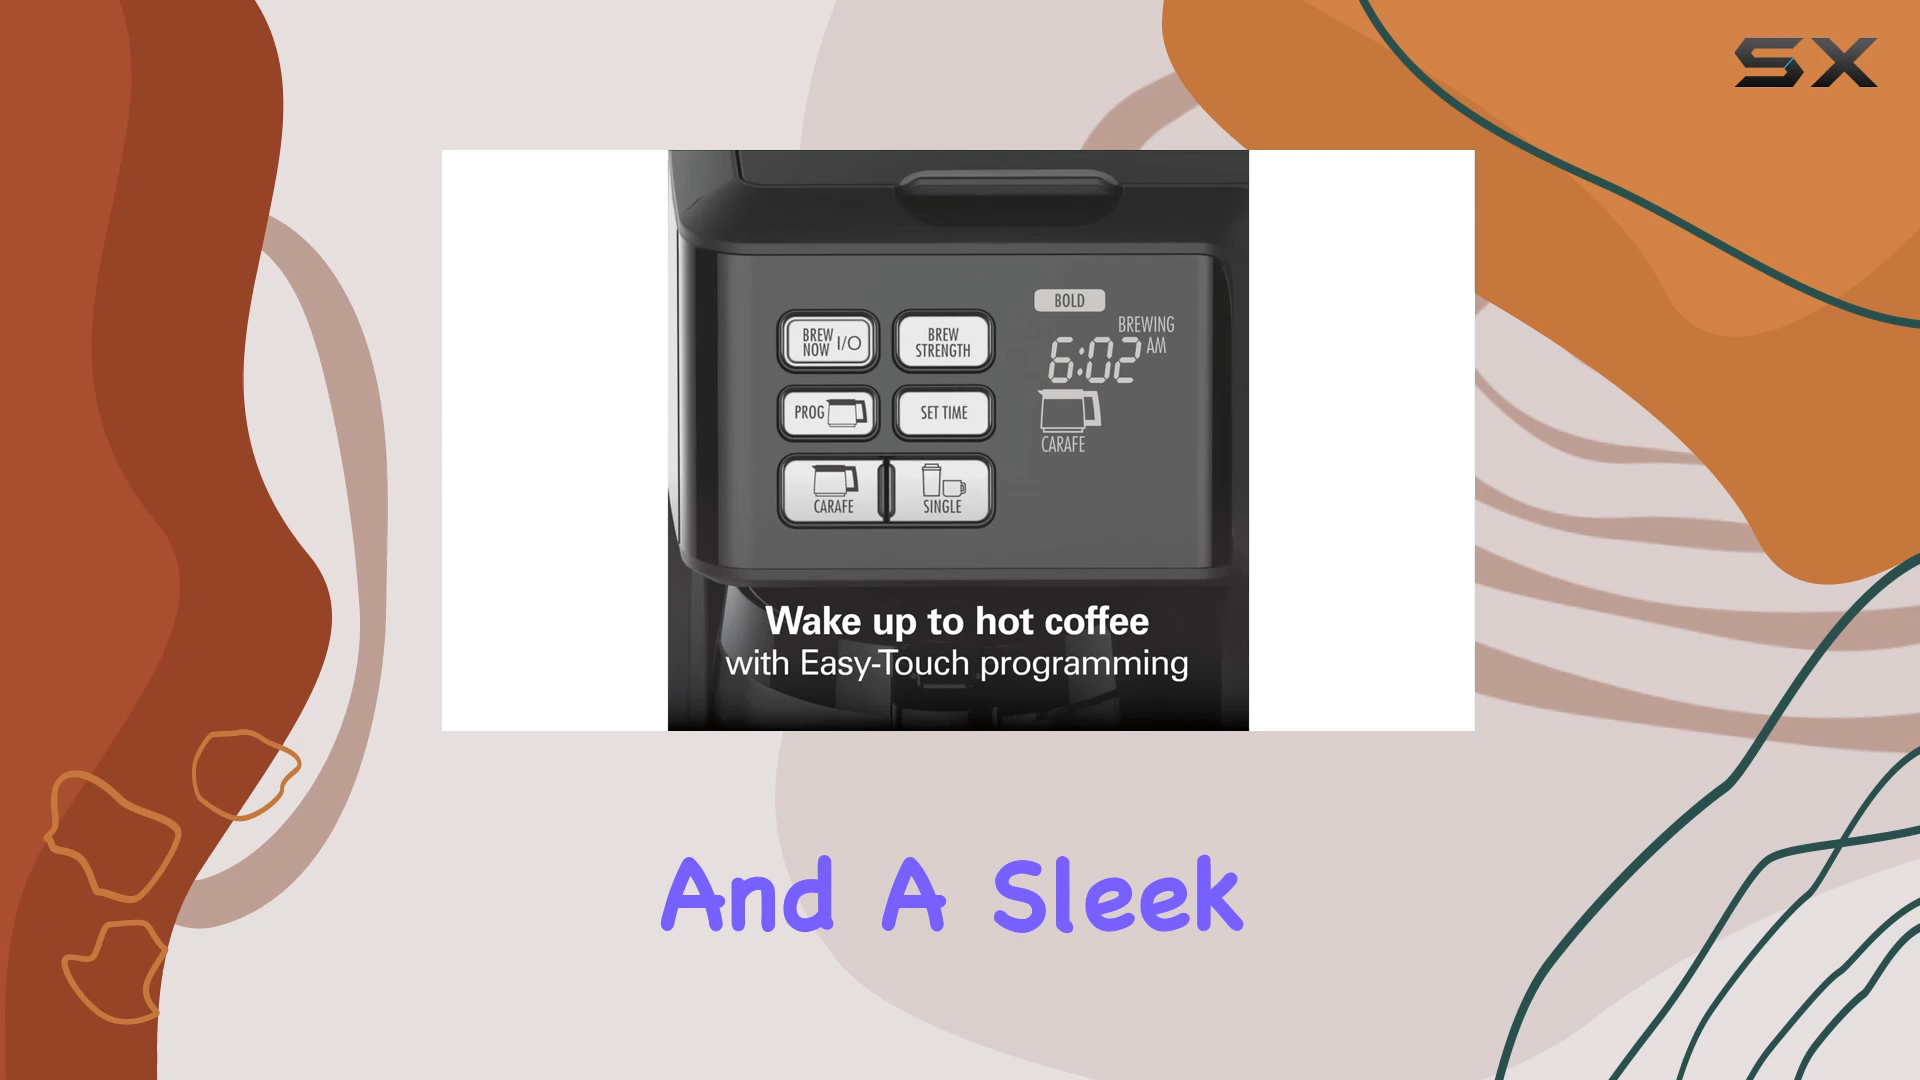 SX
BOLD
BREWING
6:02 AM
CARAFE
BREW NOW I/O
BREW STRENGTH
PROG
SET TIME
CARAFE
SINGLE
Wake up to hot coffee
with Easy-Touch programming
And A Sleek